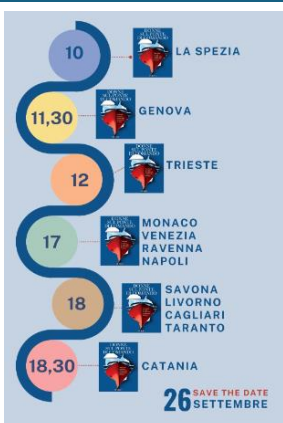 10
LA SPEZIA
11,30
GENOVA
12
TRIESTE
17
MONACO
VENEZIA
RAVENNA
NAPOLI
18
SAVONA
LIVORNO
CAGLIARI
TARANTO
18,30
CATANIA
26 SAVE THE DATE
SETTEMBRE